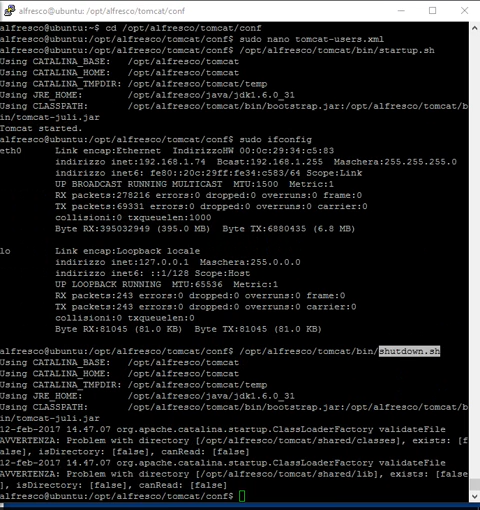 alfresco@ubuntu: /opt/alfresco/tomcat/conf
alfresco@ubuntu:~$ cd /opt/alfresco/tomcat/conf
alfresco@ubuntu:/opt/alfresco/tomcat/conf$ sudo nano tomcat-users.xml
alfresco@ubuntu:/opt/alfresco/tomcat/conf$ /opt/alfresco/tomcat/bin/startup.sh
Using CATALINA_BASE:   /opt/alfresco/tomcat
Using CATALINA_HOME:   /opt/alfresco/tomcat
Using CATALINA_TMPDIR: /opt/alfresco/tomcat/temp
Using JRE_HOME:        /opt/alfresco/java/jdk1.6.0_31
Using CLASSPATH:       /opt/alfresco/tomcat/bin/bootstrap.jar:/opt/alfresco/tomcat/b
in/tomcat-juli.jar
Tomcat started.
alfresco@ubuntu:/opt/alfresco/tomcat/conf$ sudo ifconfig
eth0      Link encap:Ethernet  IndirizzoHW 00:0c:29:34:c5:83
          indirizzo inet:192.168.1.74  Bcast:192.168.1.255  Maschera:255.255.255.0
          indirizzo inet6: fe80::20c:29ff:fe34:c583/64 Scope:Link
          UP BROADCAST RUNNING MULTICAST  MTU:1500  Metric:1
          RX packets:278216 errors:0 dropped:0 overruns:0 frame:0
          TX packets:69331 errors:0 dropped:0 overruns:0 carrier:0
          collisioni:0 txqueuelen:1000
          Byte RX:395032949 (395.0 MB)  Byte TX:6880435 (6.8 MB)
lo        Link encap:Loopback locale
          indirizzo inet:127.0.0.1  Maschera:255.0.0.0
          indirizzo inet6: ::1/128 Scope:Host
          UP LOOPBACK RUNNING  MTU:65536  Metric:1
          RX packets:243 errors:0 dropped:0 overruns:0 frame:0
          TX packets:243 errors:0 dropped:0 overruns:0 carrier:0
          collisioni:0 txqueuelen:0
          Byte RX:81045 (81.0 KB)  Byte TX:81045 (81.0 KB)
alfresco@ubuntu:/opt/alfresco/tomcat/conf$ /opt/alfresco/tomcat/bin/shutdown.sh
Using CATALINA_BASE:   /opt/alfresco/tomcat
Using CATALINA_HOME:   /opt/alfresco/tomcat
Using CATALINA_TMPDIR: /opt/alfresco/tomcat/temp
Using JRE_HOME:        /opt/alfresco/java/jdk1.6.0_31
Using CLASSPATH:       /opt/alfresco/tomcat/bin/bootstrap.jar:/opt/alfresco/tomcat/b
in/tomcat-juli.jar
12-feb-2017 14.47.07 org.apache.catalina.startup.ClassLoaderFactory validateFile
AVVERTENZA: Problem with directory [/opt/alfresco/tomcat/shared/classes], exists: [f
alse], isDirectory: [false], canRead: [false]
12-feb-2017 14.47.07 org.apache.catalina.startup.ClassLoaderFactory validateFile
AVVERTENZA: Problem with directory [/opt/alfresco/tomcat/shared/lib], exists: [false
], isDirectory: [false], canRead: [false]
alfresco@ubuntu:/opt/alfresco/tomcat/conf$